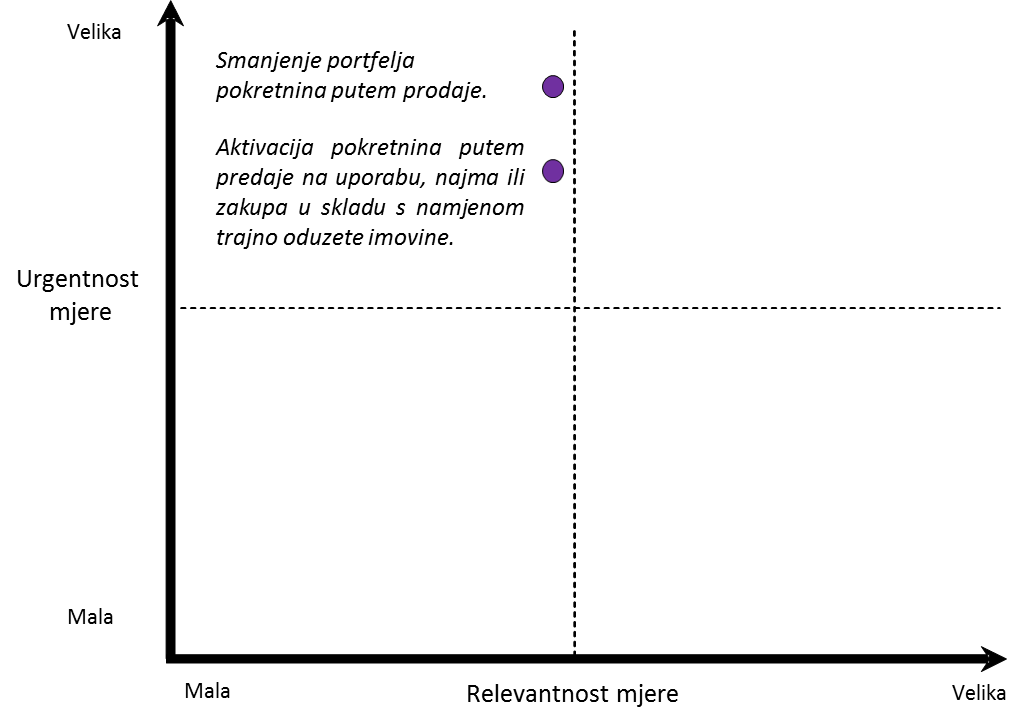 Velika
Smanjenje portfelja
pokretnina putem prodaje.
Aktivacija pokretnina putem
predaje na uporabu, najma ili
zakupa u skladu s namjenom
trajno oduzete imovine.
Urgentnost
mjere
Mala
Mala
Relevantnost mjere
Velika